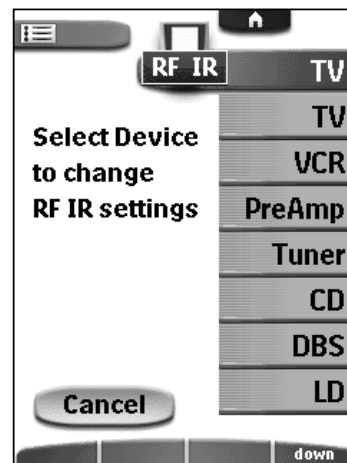 RF IR
TV
TV
VCR
PreAmp
Tuner
CD
DBS
LD
Select Device
to change
RF IR settings
Cancel
down